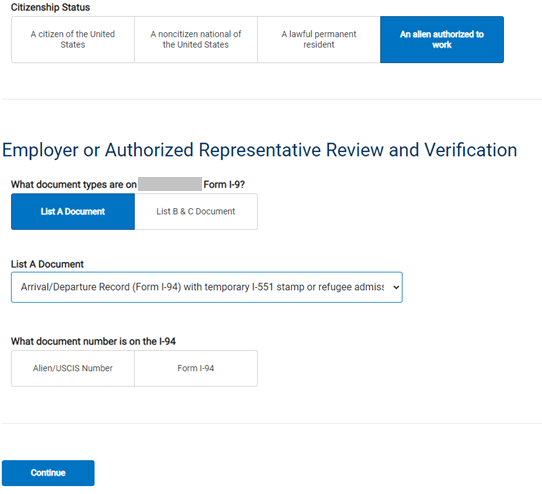 Citizenship Status
A citizen of the United
States
A noncitizen national of
the United States
A lawful permanent
resident
An alien authorized to
work
Employer or Authorized Representative Review and Verification
What document types are on Form I-9?
List A Document
List B & C Document
List A Document
Arrival/Departure Record (Form I-94) with temporary I-551 stamp or refugee admiss
What document number is on the I-94
Alien/USCIS Number
Form I-94
Continue